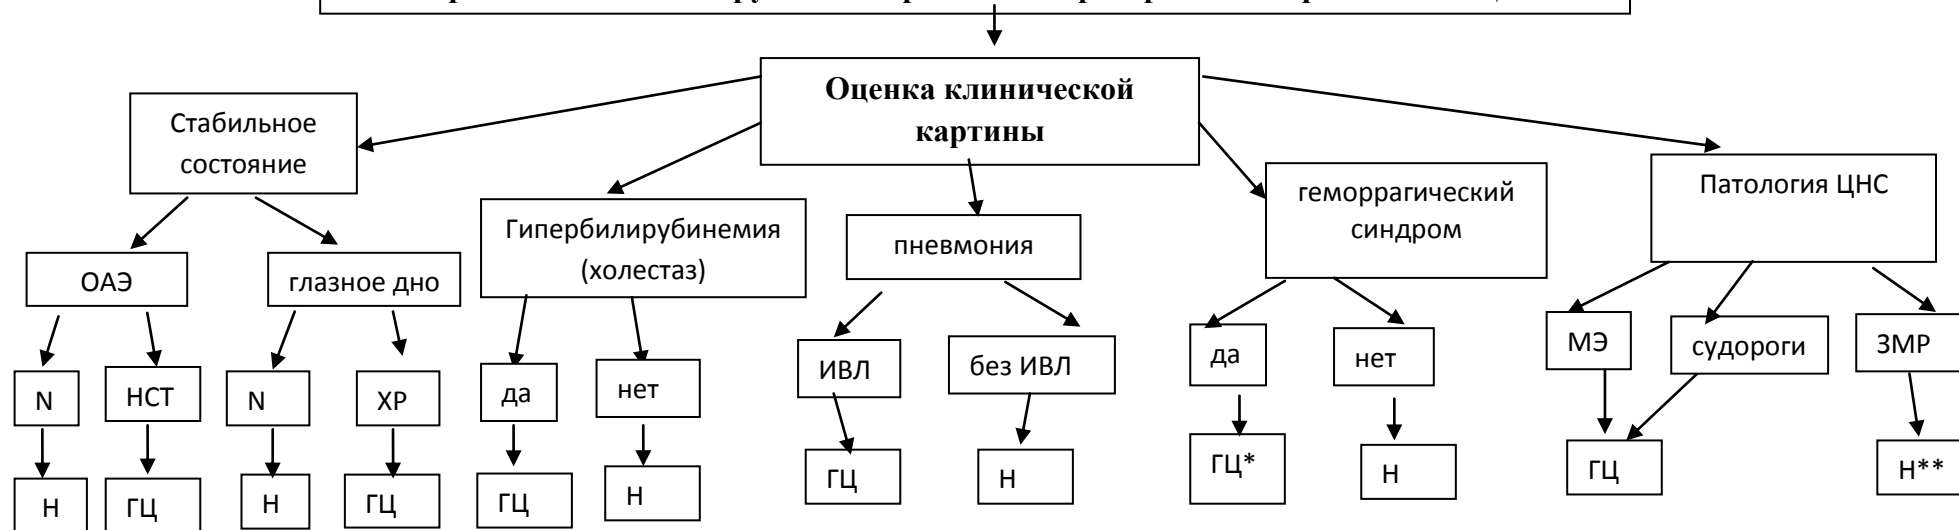 Оценка клинической
картины
Стабильное
состояние
Гипербилирубинемия
(холестаз)
пневмония
геморрагический
синдром
Патология ЦНС
ОАЭ
глазное дно
N
НСТ
N
ХР
да
нет
ИВЛ
без ИВЛ
да
нет
МЭ
судороги
ЗМР
Н
ГЦ
Н
ГЦ
ГЦ
Н
ГЦ
Н
ГЦ*
Н
ГЦ
Н**